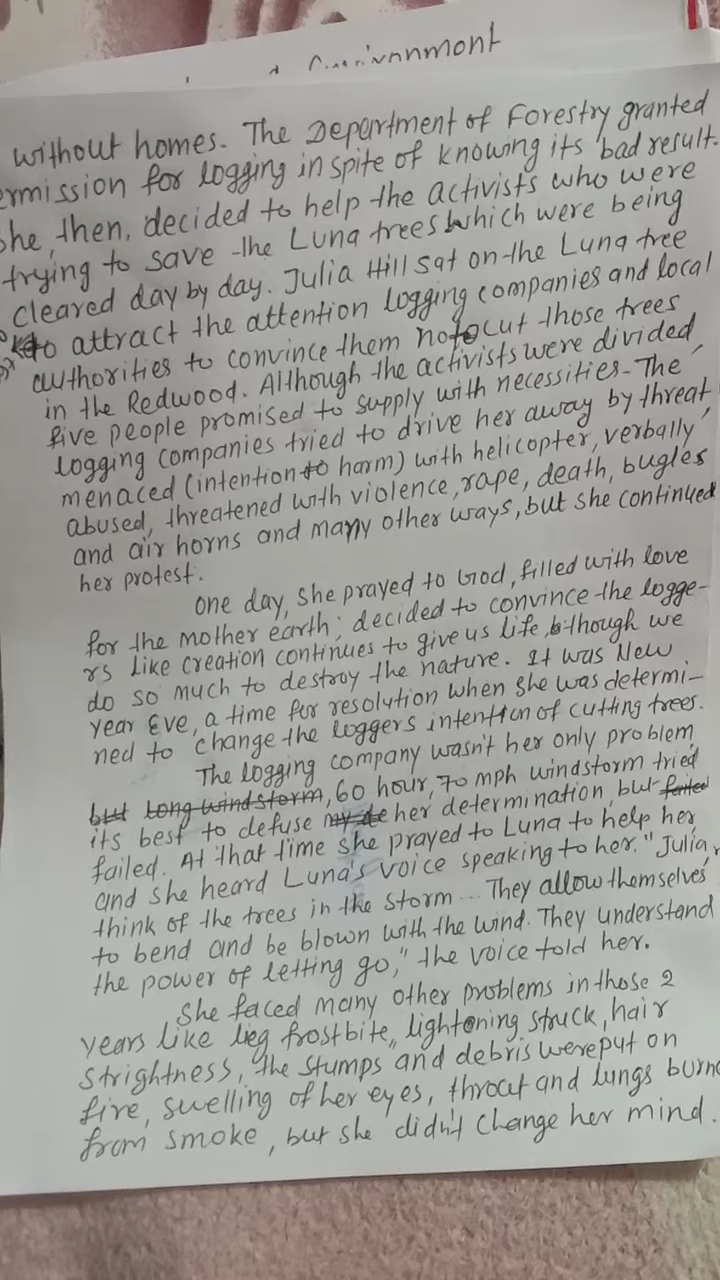 without homes. The Department of Forestry granted
ermission for logging in spite of knowing its bad result.
She, then, decided to help the activists who were
trying to save the Luna trees which were being
cleared day by day. Julia Hill sat on the Luna tree
to attract the attention logging companies and local
authorities to convince them not to cut those trees
in the Redwood. Although the activists were divided,
five people promised to supply with necessities. The
logging companies tried to drive her away by threat,
menaced (intention to harm) with helicopter, verbally
abused, threatened with violence, rape, death, bugles
and air horns and many other ways, but she continued
her protest.
One day, she prayed to God, filled with love
for the mother earth; decided to convince the logge-
rs like creation continues to give us life, though we
do so much to destroy the nature. It was New
year Eve, a time for resolution when she was determi-
ned to change the loggers intention of cutting trees.
The logging company wasn't her only problem,
but long windstorm, 60 hour, 70 mph windstorm tried
its best to defuse her determination, but failed
failed. At that time she prayed to Luna to help her,
and she heard Luna's voice speaking to her. "Julia,
think of the trees in the storm... They allow themselves
to bend and be blown with the wind. They understand
the power of letting go," the voice told her.
She faced many other problems in those 2
years like leg frostbite, lightening struck, hair
strightness, the stumps and debris were put on
fire, swelling of her eyes, throat and lungs burn
from smoke, but she didn't change her mind.